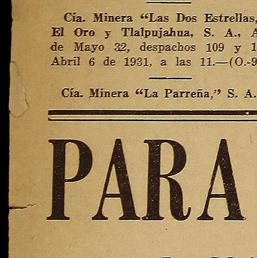 Cía. Minera "Las Dos Estrellas,
El Oro y Tlalpujahua, S. A., A
de Mayo 32, despachos 109 y 1
Abril 6 de 1931, a las 11.—(O.-9
Cía. Minera "La Parreña," S. A.
PARA